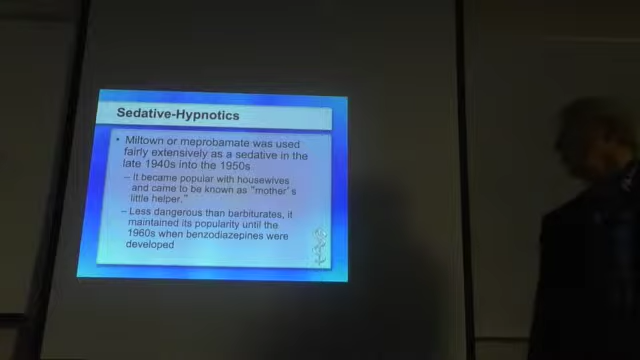 Sedative-Hypnotics
• Miltown or meprobamate was used
fairly extensively as a sedative in the
late 1940s into the 1950s
– It became popular with housewives
and came to be known as "mother's
little helper."
– Less dangerous than barbiturates, it
maintained its popularity until the
1960s when benzodiazepines were
developed